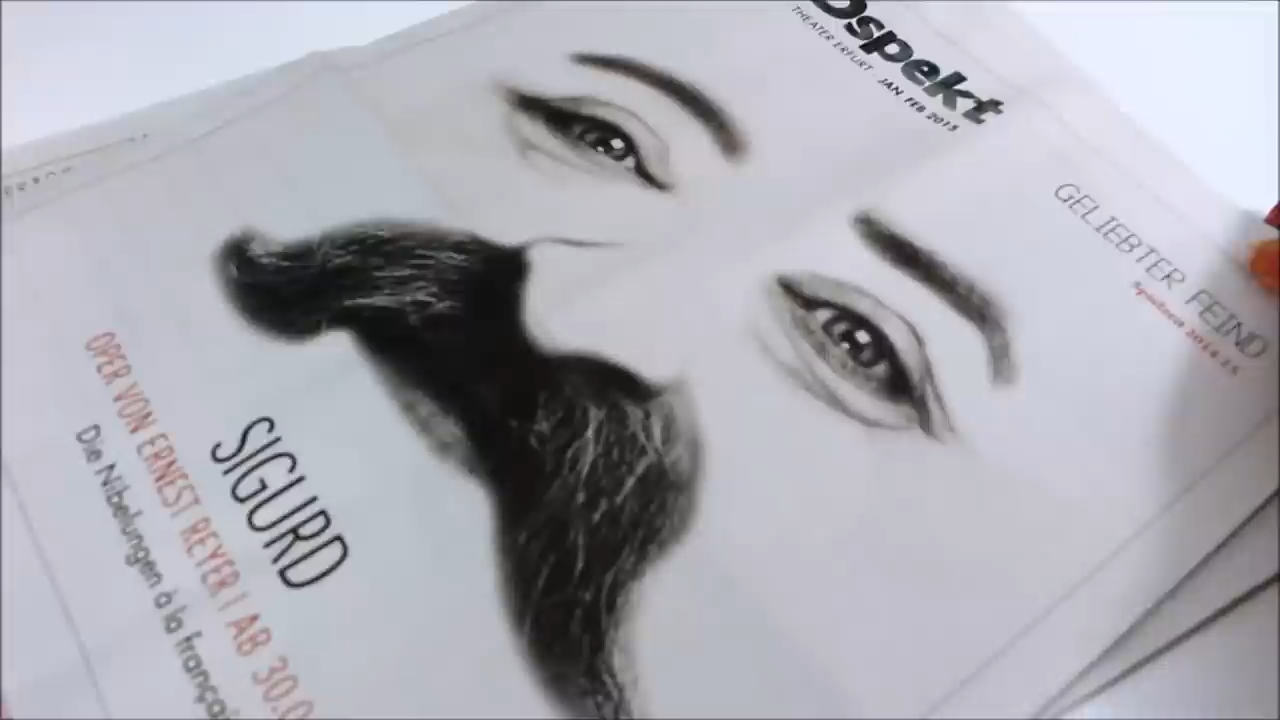 ospekt
THEATER ERFURT JAN FEB 2015
GELIEBTER FEIND
Spielzeit 2014.15
SIGURD
OPER VON ERNEST REYER | AB 30.0
Die Nibelungen à la françai